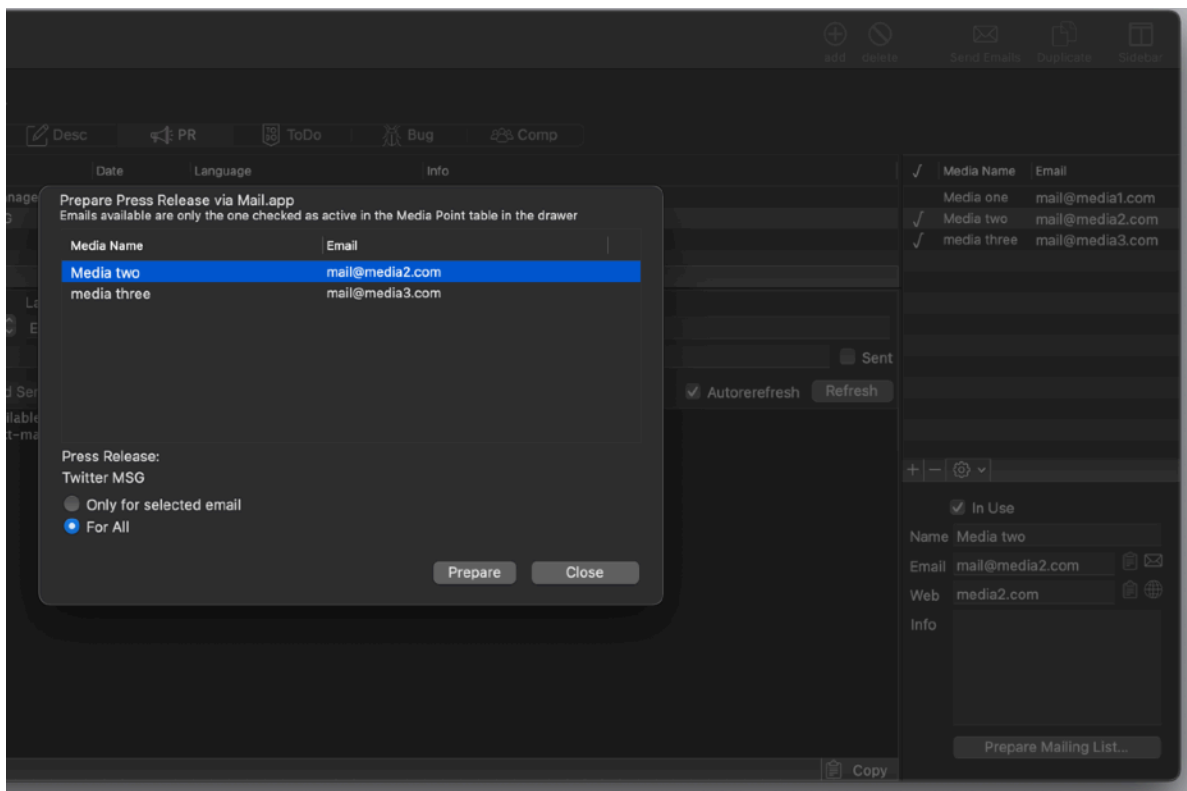 add delete Send Emails Duplicate Sidebar
Desc PR ToDo Bug Comp
Date Language Info
√ Media Name Email
Media one mail@media1.com
√ Media two mail@media2.com
√ media three mail@media3.com
Prepare Press Release via Mail.app
Emails available are only the one checked as active in the Media Point table in the drawer
Media Name Email
Media two mail@media2.com
media three mail@media3.com
Press Release:
Twitter MSG
Only for selected email
For All
Prepare Close
Sent
Autorerefresh Refresh
In Use
Name Media two
Email mail@media2.com
Web media2.com
Info
Prepare Mailing List...
Copy